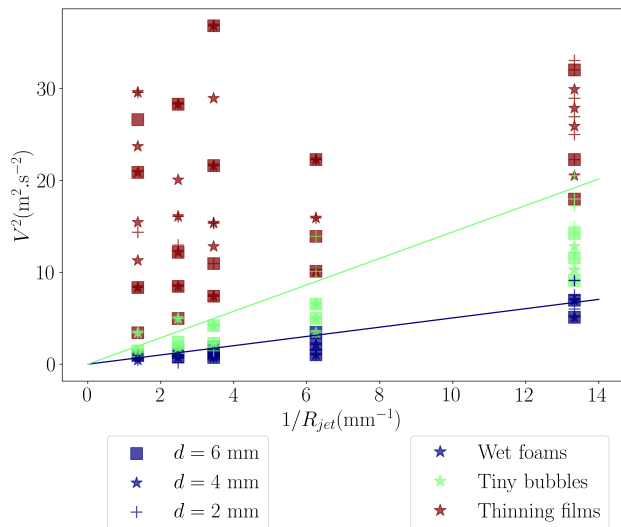 30
20
10
0
V²(m².s⁻²)
0 2 4 6 8 10 12 14
1/R_jet(mm⁻¹)
d = 6 mm
d = 4 mm
d = 2 mm
Wet foams
Tiny bubbles
Thinning films